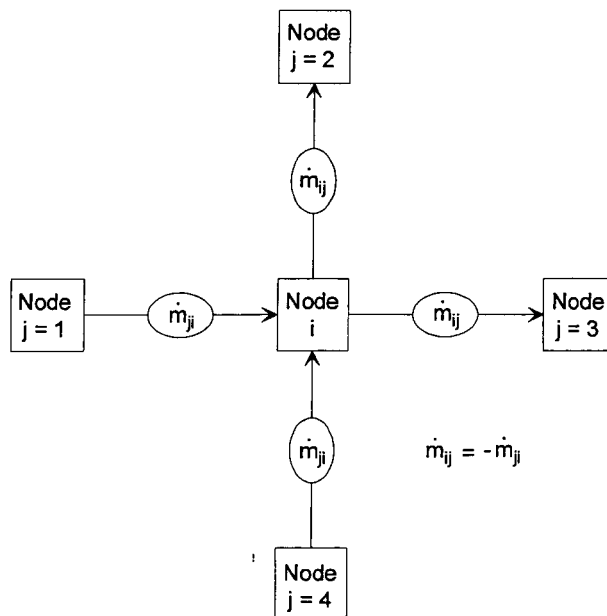 Node
j = 2
ṁij
Node
j = 1
ṁji
Node
i
ṁij
Node
j = 3
ṁji
ṁij = -ṁji
Node
j = 4